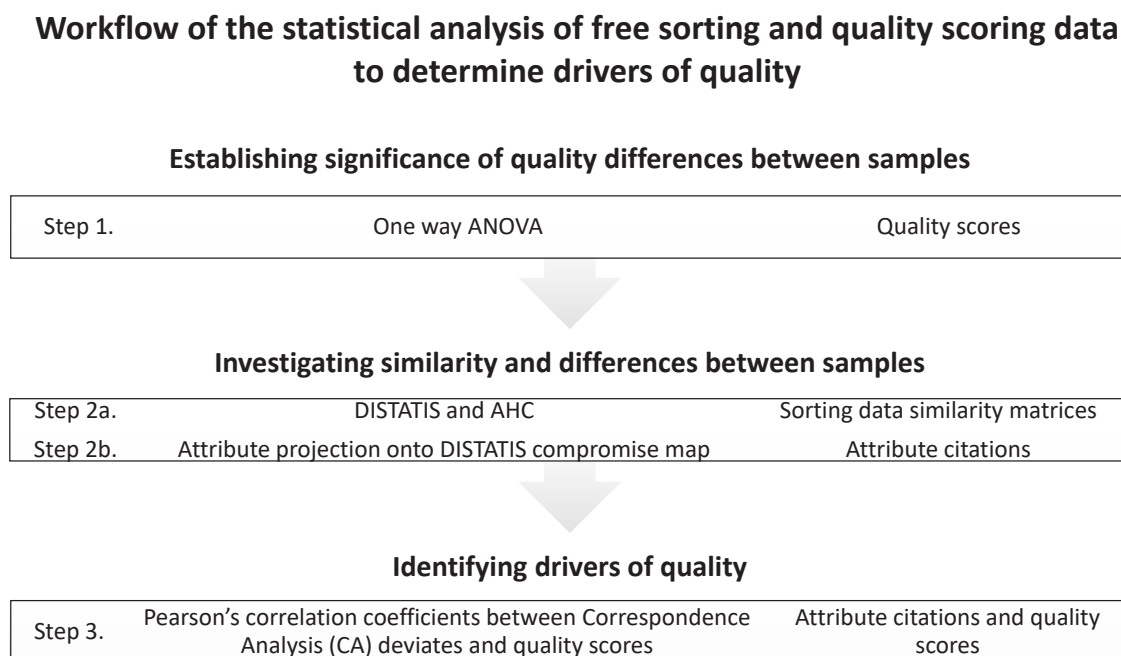 Workflow of the statistical analysis of free sorting and quality scoring data
to determine drivers of quality
Establishing significance of quality differences between samples
Step 1. One way ANOVA Quality scores
Investigating similarity and differences between samples
Step 2a. DISTATIS and AHC Sorting data similarity matrices
Step 2b. Attribute projection onto DISTATIS compromise map Attribute citations
Identifying drivers of quality
Step 3.
Pearson’s correlation coefficients between Correspondence
Analysis (CA) deviates and quality scores
Attribute citations and quality
scores